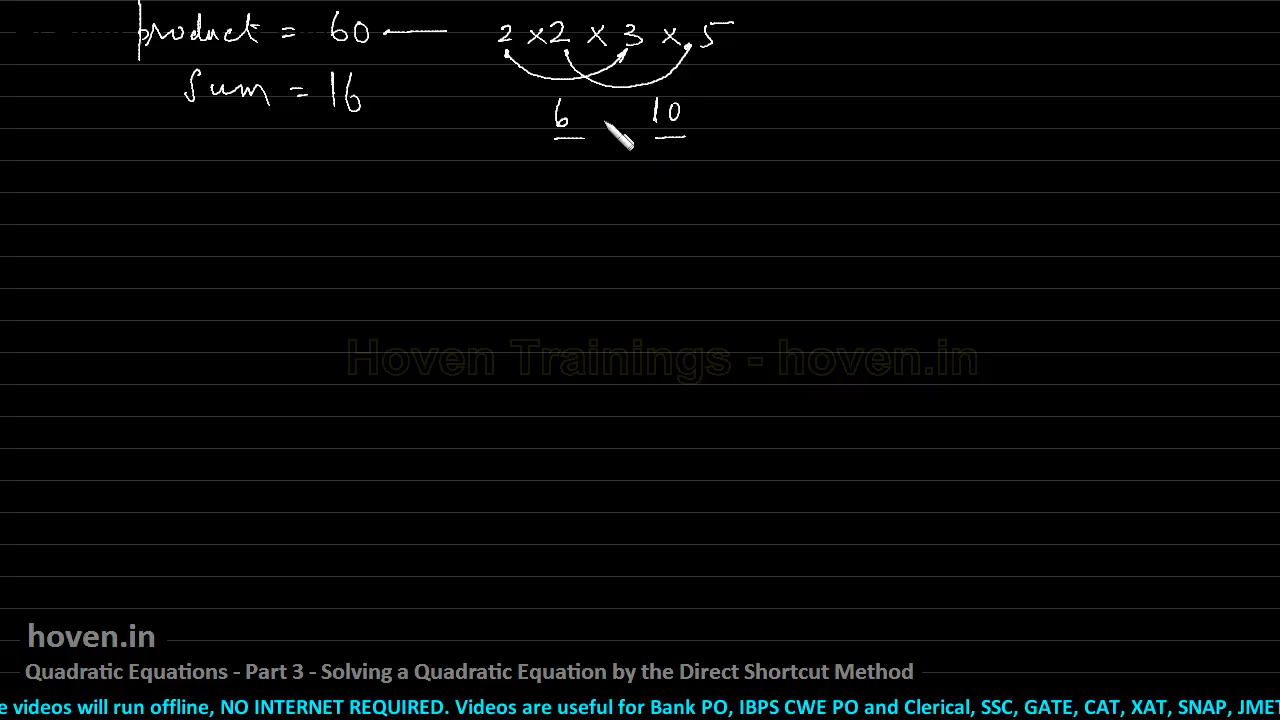 product = 60 —— 2 × 2 × 3 × 5
sum = 16
6 10
Hoven Trainings - hoven.in
hoven.in
Quadratic Equations - Part 3 - Solving a Quadratic Equation by the Direct Shortcut Method
e videos will run offline, NO INTERNET REQUIRED. Videos are useful for Bank PO, IBPS CWE PO and Clerical, SSC, GATE, CAT, XAT, SNAP, JMET